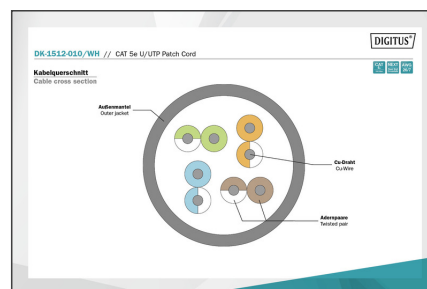 DIGITUS®
DK-1512-010/WH // CAT 5e U/UTP Patch Cord
Kabelquerschnitt
Cable cross section
Außenmantel
Outer jacket
Cu-Draht
Cu-Wire
Aderspaare
Twisted pair